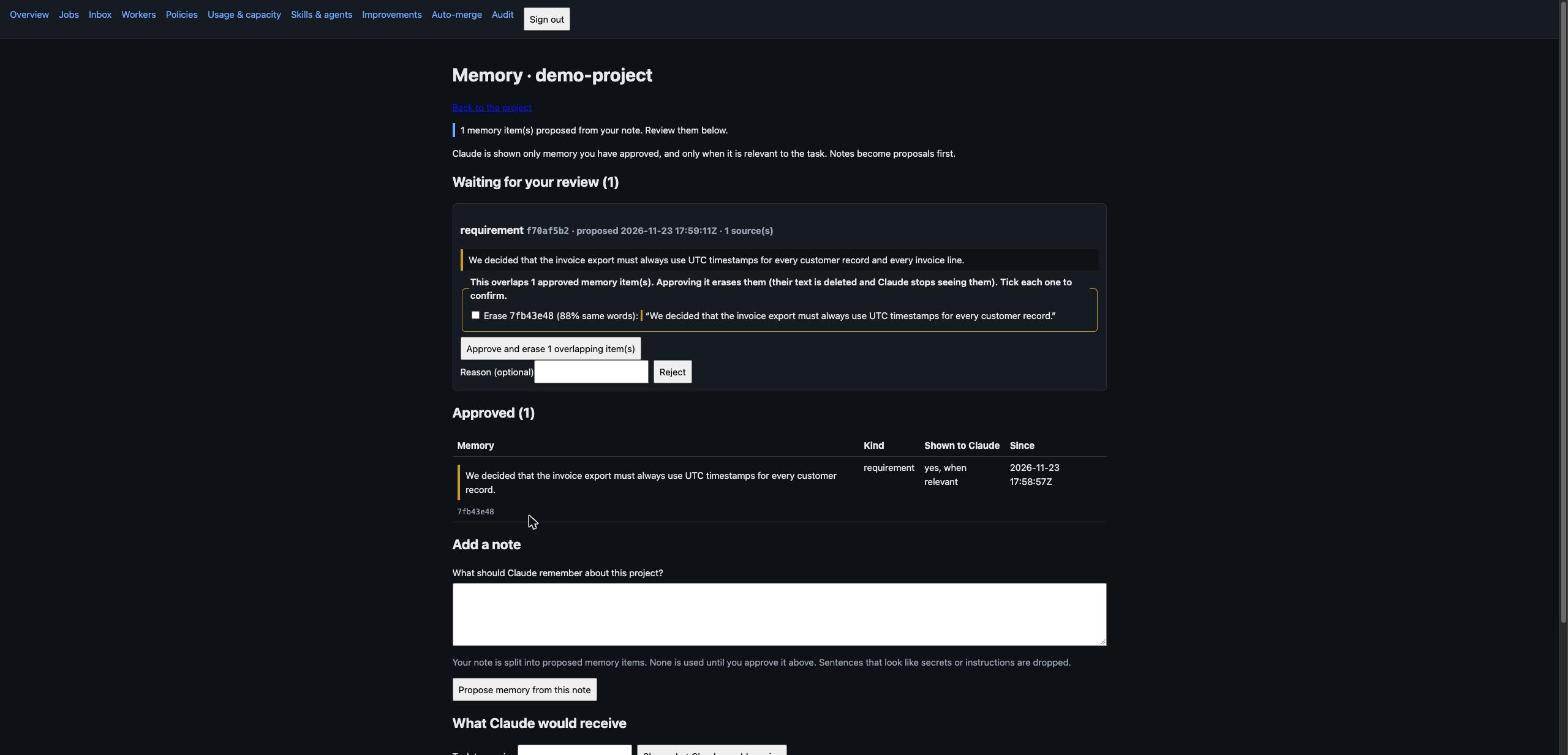 Overview Jobs Inbox Workers Policies Usage & capacity Skills & agents Improvements Auto-merge Audit Sign out
Memory · demo-project
Back to the project
1 memory item(s) proposed from your note. Review them below.
Claude is shown only memory you have approved, and only when it is relevant to the task. Notes become proposals first.
Waiting for your review (1)
requirement f70af5b2 · proposed 2026-11-23 17:59:11Z · 1 source(s)
We decided that the invoice export must always use UTC timestamps for every customer record and every invoice line.
This overlaps 1 approved memory item(s). Approving it erases them (their text is deleted and Claude stops seeing them). Tick each one to
confirm.
Erase 7fb43e48 (88% same words): “We decided that the invoice export must always use UTC timestamps for every customer record.”
Approve and erase 1 overlapping item(s)
Reason (optional) Reject
Approved (1)
Memory Kind Shown to Claude Since
We decided that the invoice export must always use UTC timestamps for every customer requirement yes, when 2026-11-23
record. relevant 17:58:57Z
7fb43e48
Add a note
What should Claude remember about this project?
Your note is split into proposed memory items. None is used until you approve it above. Sentences that look like secrets or instructions are dropped.
Propose memory from this note
What Claude would receive